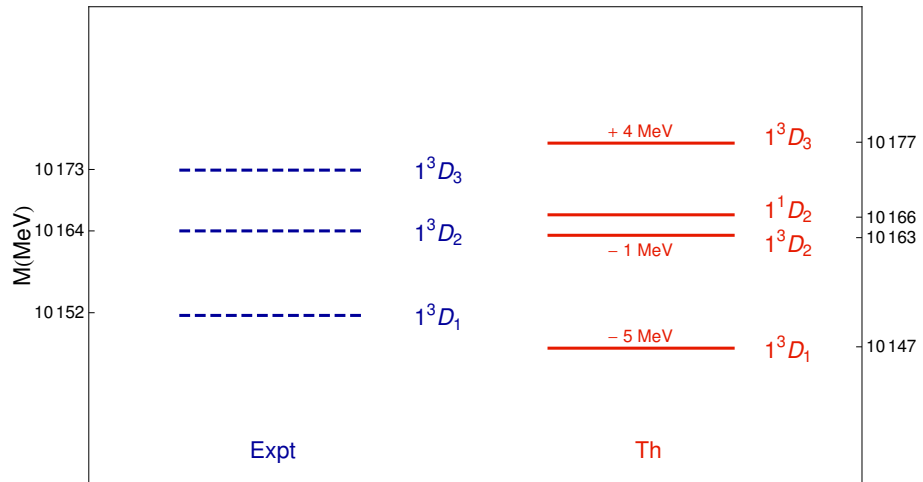 M(MeV)
10173
10164
10152
1³D₃
1³D₂
1³D₁
Expt
+ 4 MeV
1³D₃
1¹D₂
1³D₂
− 1 MeV
− 5 MeV
1³D₁
Th
10177
10166
10163
10147